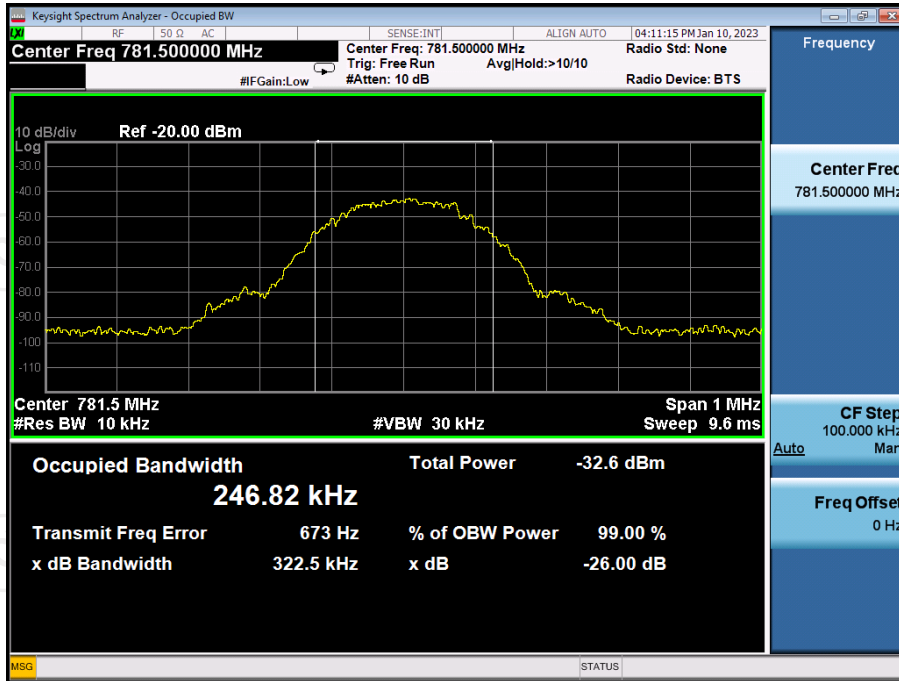 Keysight Spectrum Analyzer - Occupied BW
LXI RF 50 Ω AC SENSE:INT ALIGN AUTO 04:11:15 PM Jan 10, 2023
Center Freq 781.500000 MHz
#IFGain:Low
Center Freq: 781.500000 MHz
Trig: Free Run Avg|Hold:>10/10
#Atten: 10 dB
Radio Std: None
Radio Device: BTS
10 dB/div Ref -20.00 dBm
Log
-30.0
-40.0
-50.0
-60.0
-70.0
-80.0
-90.0
-100
-110
Center 781.5 MHz Span 1 MHz
#Res BW 10 kHz #VBW 30 kHz Sweep 9.6 ms
Occupied Bandwidth Total Power -32.6 dBm
246.82 kHz
Transmit Freq Error 673 Hz % of OBW Power 99.00 %
x dB Bandwidth 322.5 kHz x dB -26.00 dB
MSG STATUS
Frequency
Center Freq
781.500000 MHz
CF Step
100.000 kHz
Auto Man
Freq Offset
0 Hz